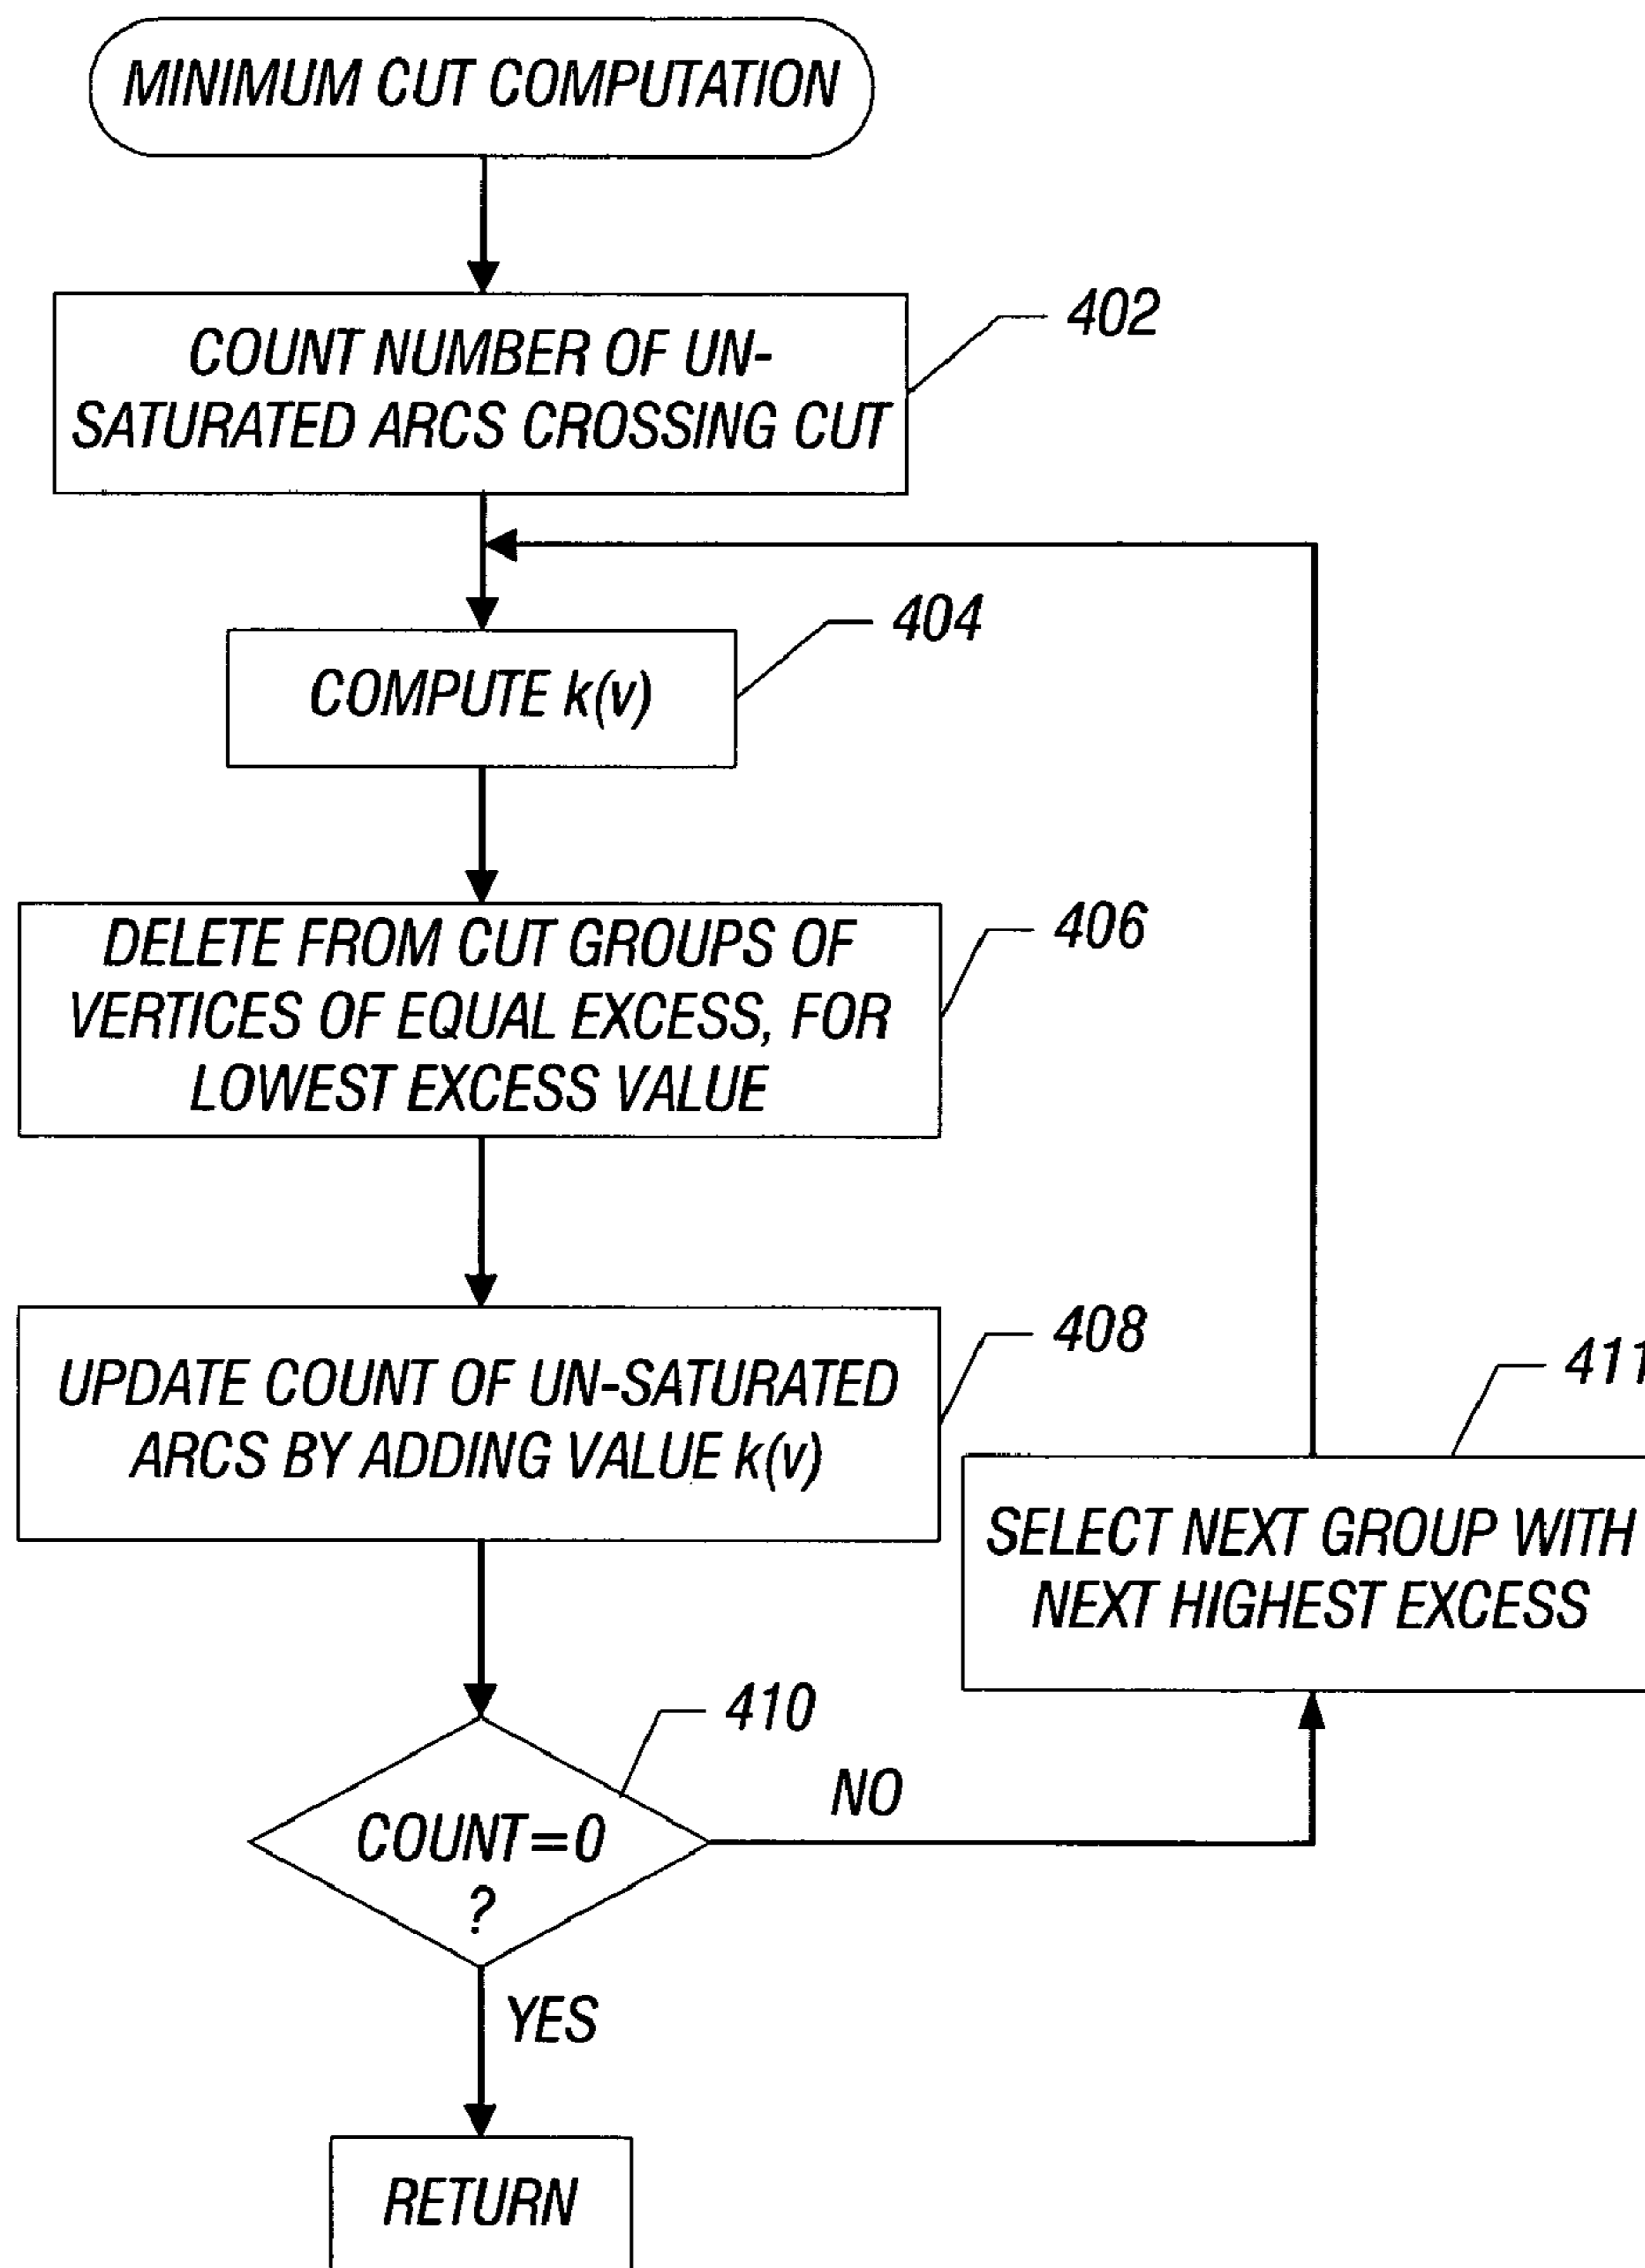 MINIMUM CUT COMPUTATION
COUNT NUMBER OF UN-
SATURATED ARCS CROSSING CUT
402
COMPUTE k(v)
404
DELETE FROM CUT GROUPS OF
VERTICES OF EQUAL EXCESS, FOR
LOWEST EXCESS VALUE
406
UPDATE COUNT OF UN-SATURATED
ARCS BY ADDING VALUE k(v)
408
COUNT=0
?
410
NO
SELECT NEXT GROUP WITH
NEXT HIGHEST EXCESS
411
YES
RETURN